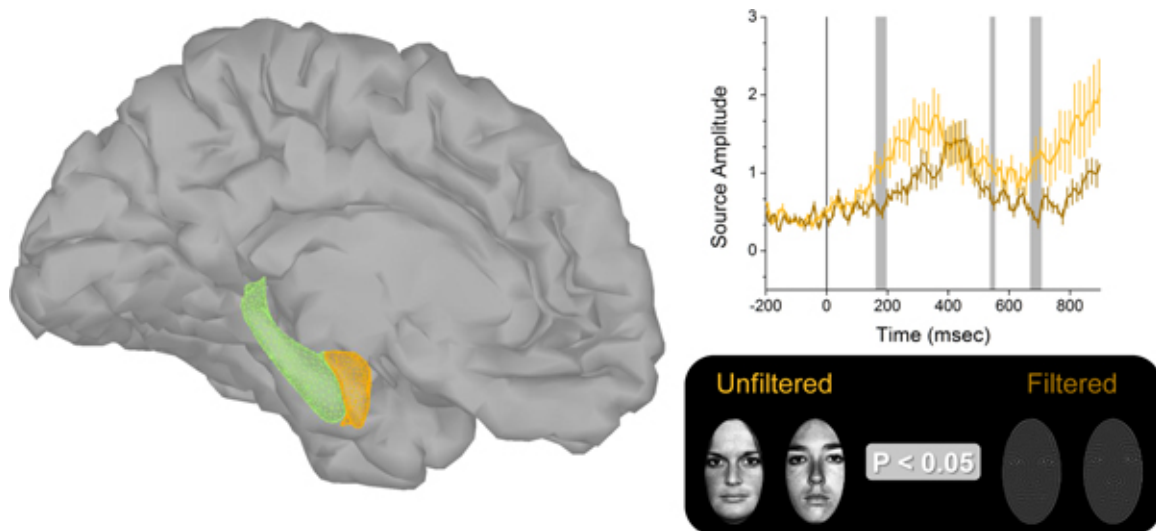 3
2
1
0
Source Amplitude
-200 0 200 400 600 800
Time (msec)
Unfiltered
Filtered
P < 0.05